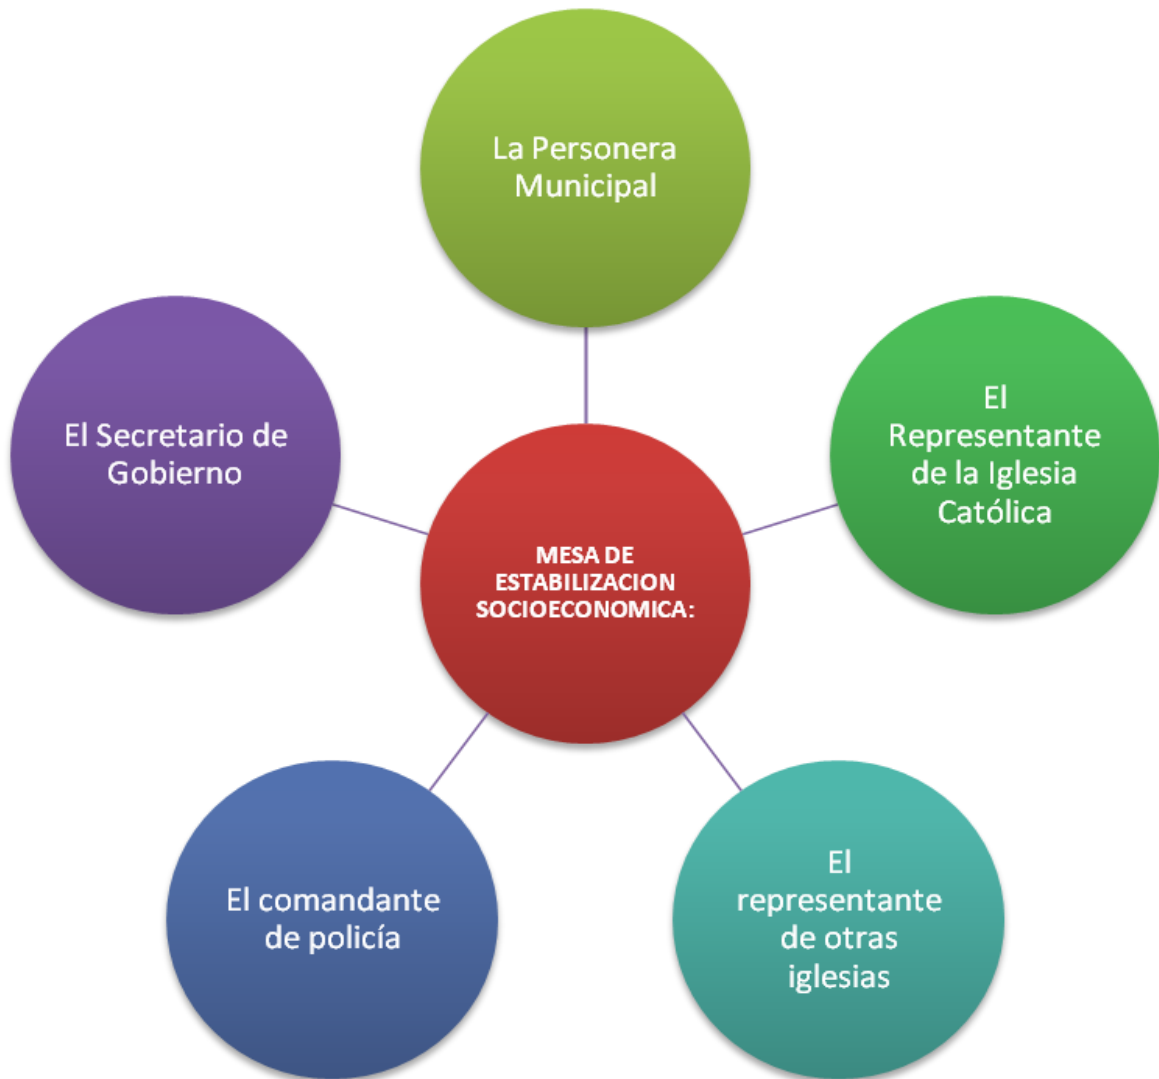 La Personera
Municipal
El Secretario de
Gobierno
El
Representante
de la Iglesia
Católica
MESA DE
ESTABILIZACION
SOCIOECONOMICA:
El comandante
de policía
El
representante
de otras
iglesias